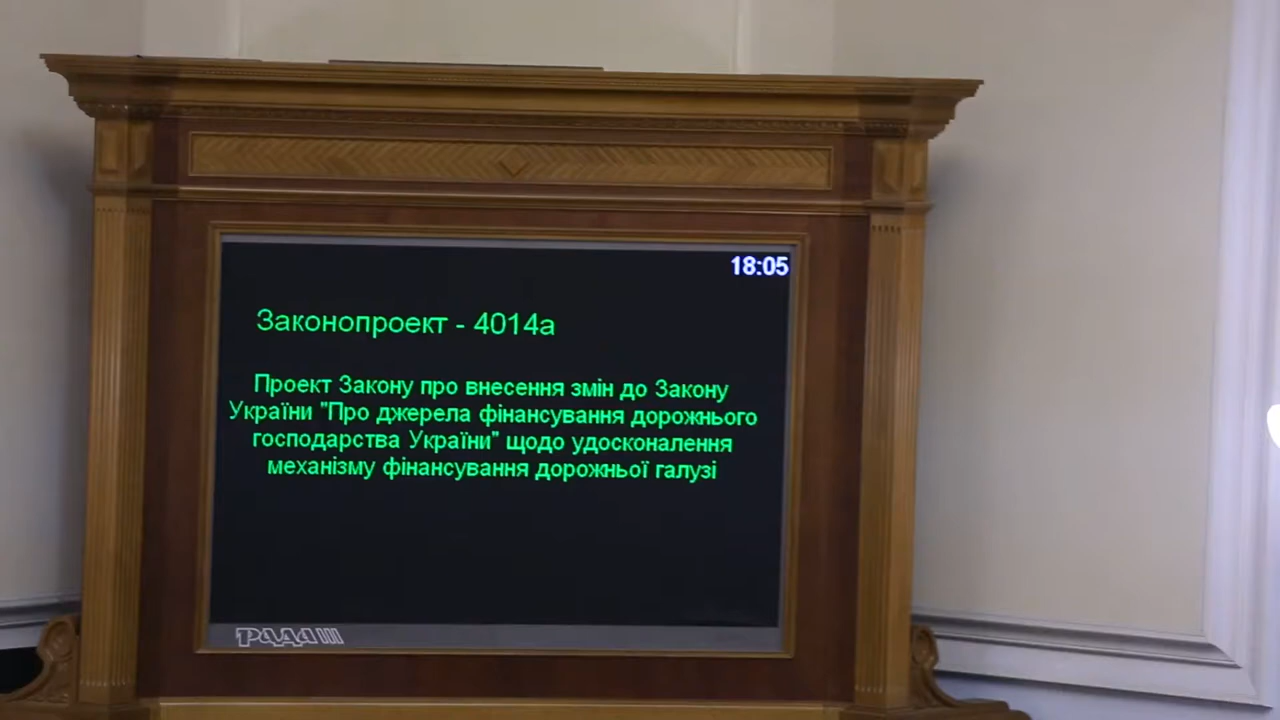 18:05
Законопроект - 4014а
Проект Закону про внесення змін до Закону
України "Про джерела фінансування дорожнього
господарства України" щодо удосконалення
механізму фінансування дорожньої галузі
РАДА III